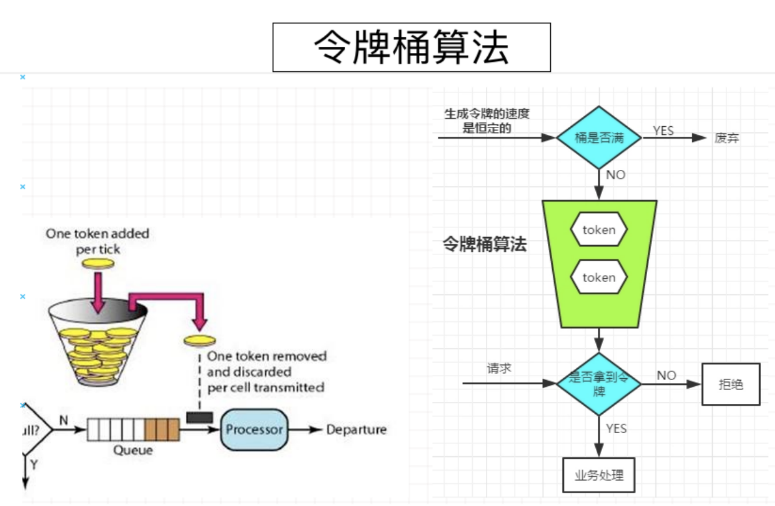 令牌桶算法
One token added
per tick
One token removed
and discarded
per cell transmitted
N
Queue
Processor
Departure
Y
生成令牌的速度
是恒定的
桶是否满
YES
废弃
NO
令牌桶算法
token
token
请求
是否拿到令
牌
NO
拒绝
YES
业务处理